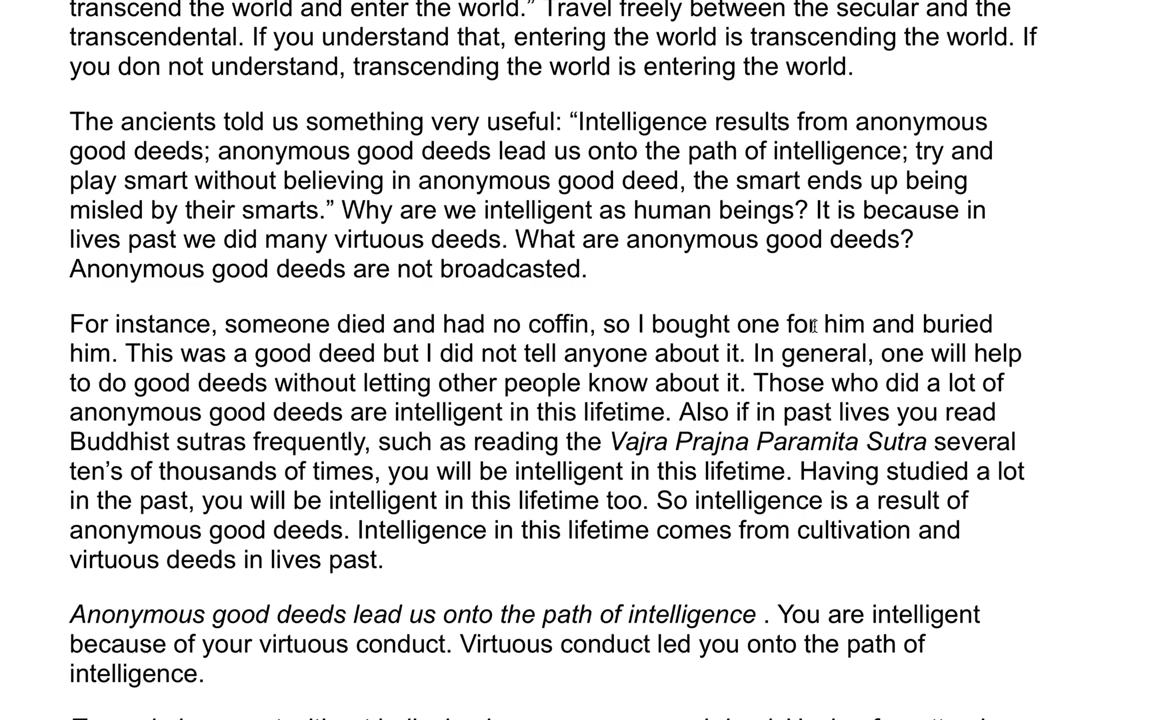 transcend the world and enter the world.” Travel freely between the secular and the
transcendental. If you understand that, entering the world is transcending the world. If
you don not understand, transcending the world is entering the world.
The ancients told us something very useful: “Intelligence results from anonymous
good deeds; anonymous good deeds lead us onto the path of intelligence; try and
play smart without believing in anonymous good deed, the smart ends up being
misled by their smarts.” Why are we intelligent as human beings? It is because in
lives past we did many virtuous deeds. What are anonymous good deeds?
Anonymous good deeds are not broadcasted.
For instance, someone died and had no coffin, so I bought one for him and buried
him. This was a good deed but I did not tell anyone about it. In general, one will help
to do good deeds without letting other people know about it. Those who did a lot of
anonymous good deeds are intelligent in this lifetime. Also if in past lives you read
Buddhist sutras frequently, such as reading the Vajra Prajna Paramita Sutra several
ten’s of thousands of times, you will be intelligent in this lifetime. Having studied a lot
in the past, you will be intelligent in this lifetime too. So intelligence is a result of
anonymous good deeds. Intelligence in this lifetime comes from cultivation and
virtuous deeds in lives past.
Anonymous good deeds lead us onto the path of intelligence . You are intelligent
because of your virtuous conduct. Virtuous conduct led you onto the path of
intelligence.